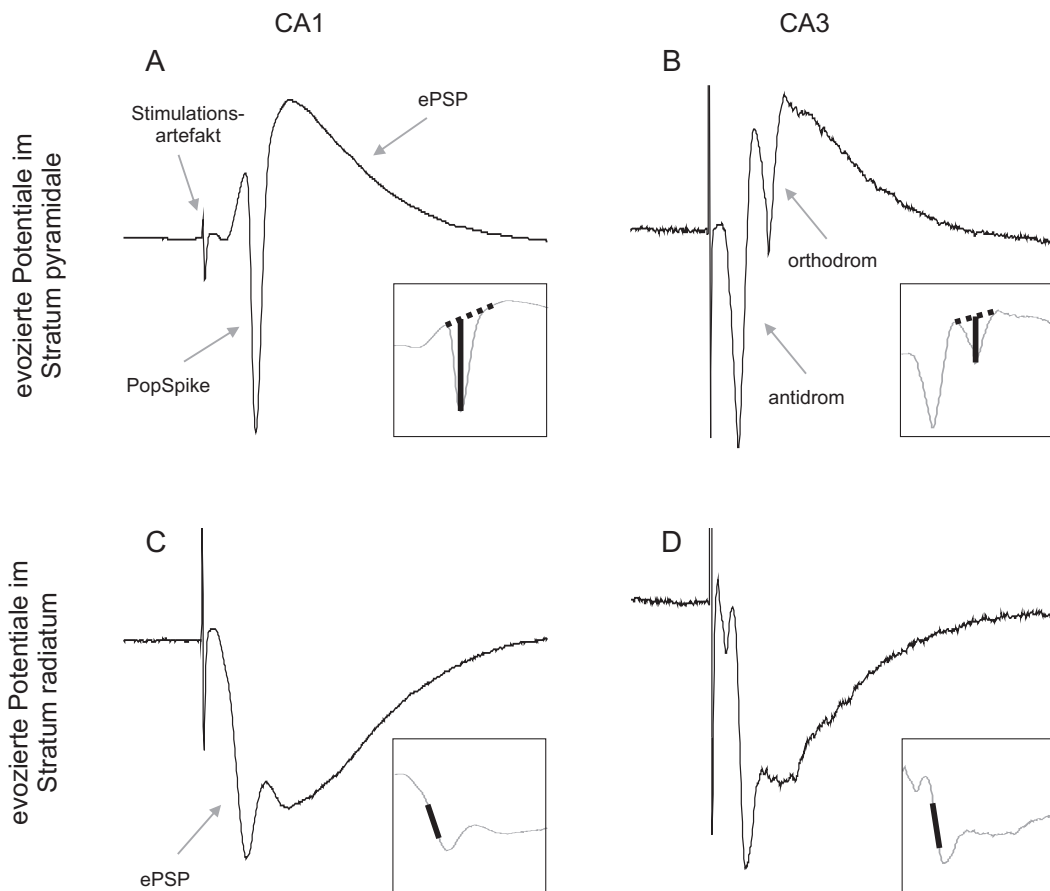 CA1
CA3
evozierte Potentiale im
Stratum pyramidale
A
Stimulations-
artefakt
ePSP
PopSpike
B
orthodrom
antidrom
evozierte Potentiale im
Stratum radiatum
C
ePSP
D